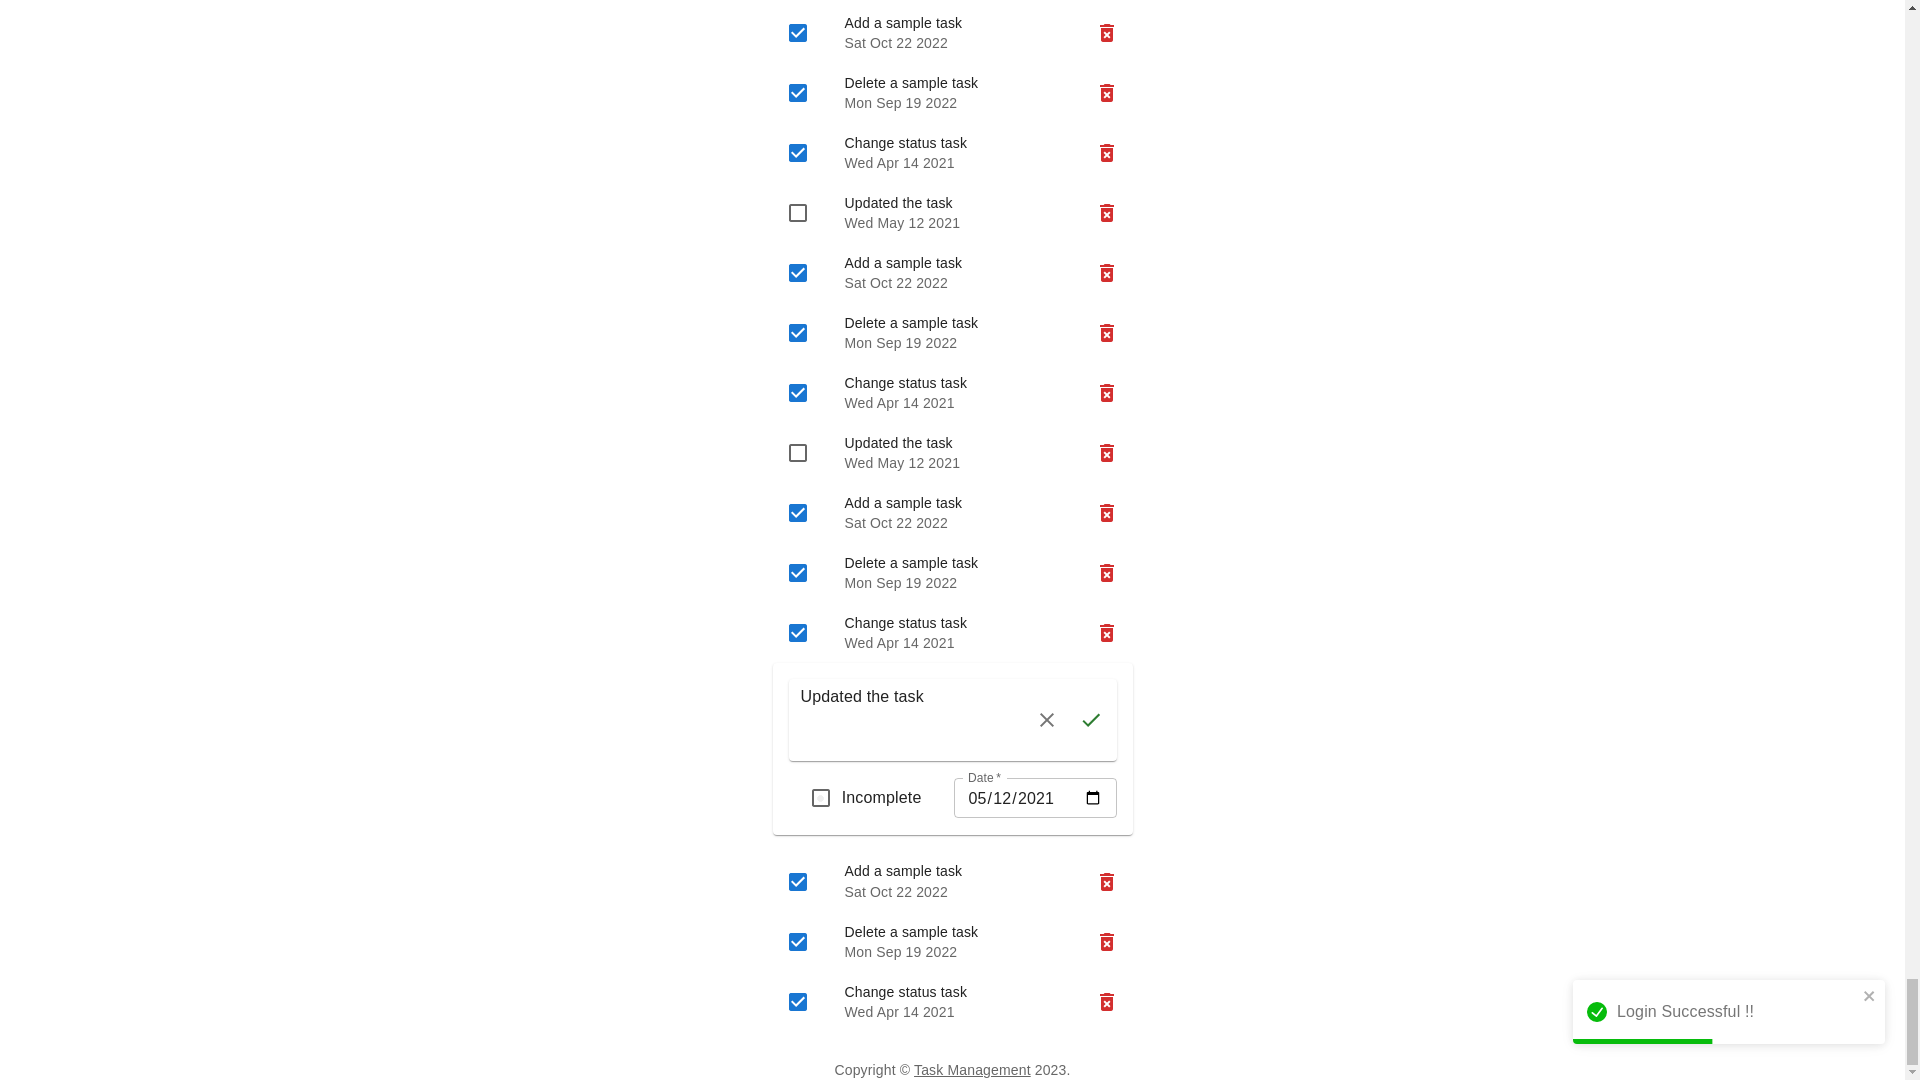 Add a sample task
Sat Oct 22 2022
Delete a sample task
Mon Sep 19 2022
Change status task
Wed Apr 14 2021
Updated the task
Wed May 12 2021
Add a sample task
Sat Oct 22 2022
Delete a sample task
Mon Sep 19 2022
Change status task
Wed Apr 14 2021
Updated the task
Wed May 12 2021
Add a sample task
Sat Oct 22 2022
Delete a sample task
Mon Sep 19 2022
Change status task
Wed Apr 14 2021
Updated the task
Date *
Incomplete
05/12/2021
Add a sample task
Sat Oct 22 2022
Delete a sample task
Mon Sep 19 2022
Change status task
Wed Apr 14 2021
Login Successful !!
Copyright © Task Management 2023.